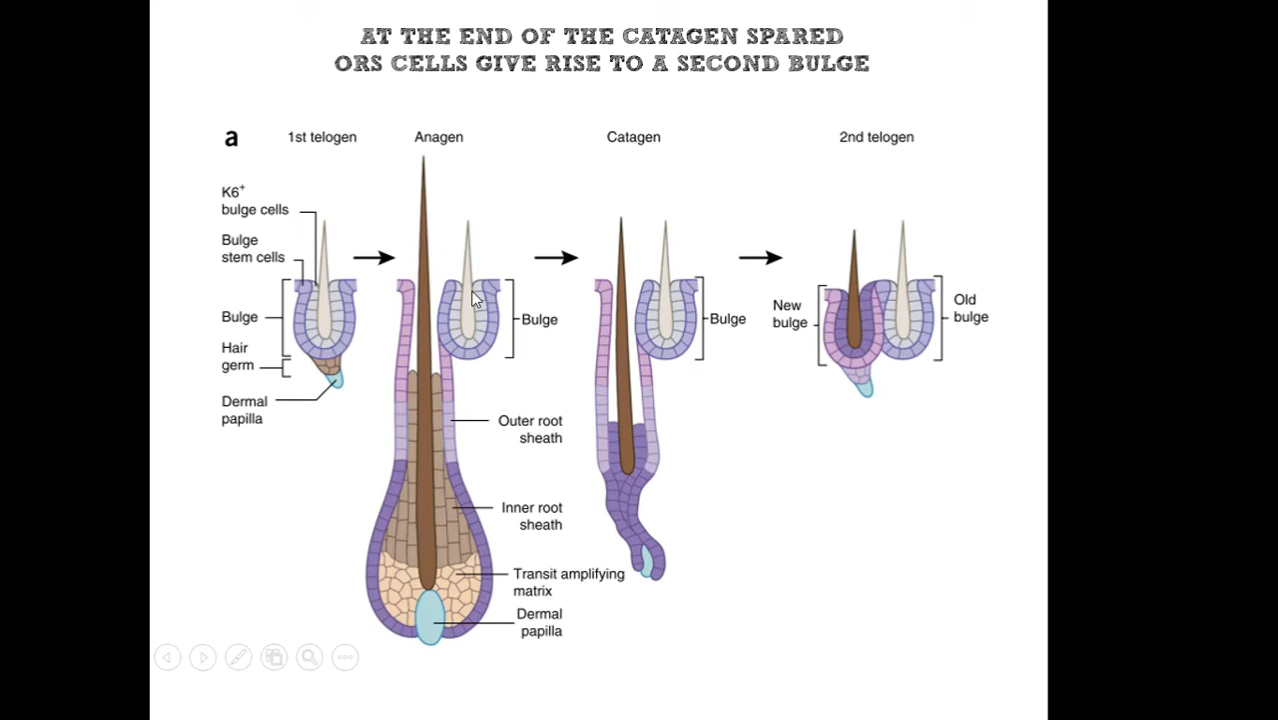 AT THE END OF THE CATAGEN SPARED
ORS CELLS GIVE RISE TO A SECOND BULGE
a
1st telogen
Anagen
Catagen
2nd telogen
K6+
bulge cells
Bulge
stem cells
Bulge
Hair
germ
Dermal
papilla
Bulge
Outer root
sheath
Inner root
sheath
Transit amplifying
matrix
Dermal
papilla
Bulge
New
bulge
Old
bulge